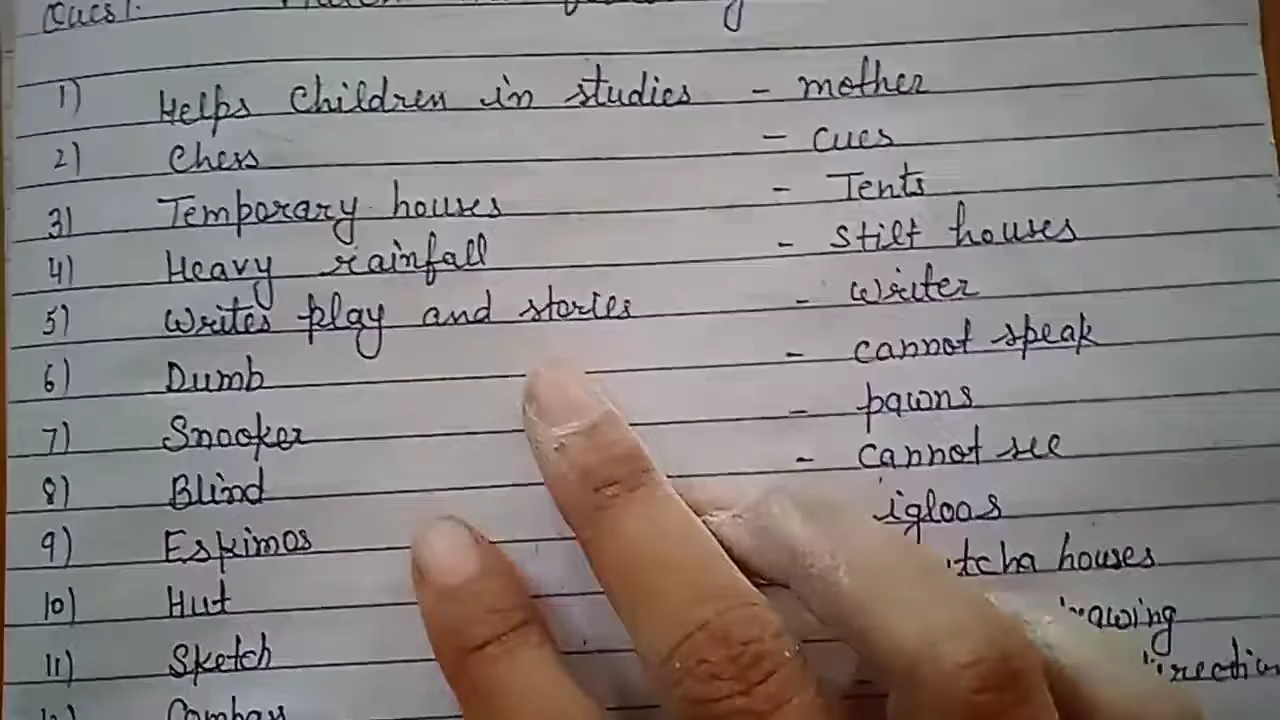 1) Helps children in studies - mother
2) Chess - cues
3) Temporary houses - Tents
4) Heavy rainfall - stilt houses
5) Writes play and stories - writer
6) Dumb - cannot speak
7) Snooker - pawns
8) Blind - cannot see
9) Eskimos igloos
10) Hut houses
11) Sketch